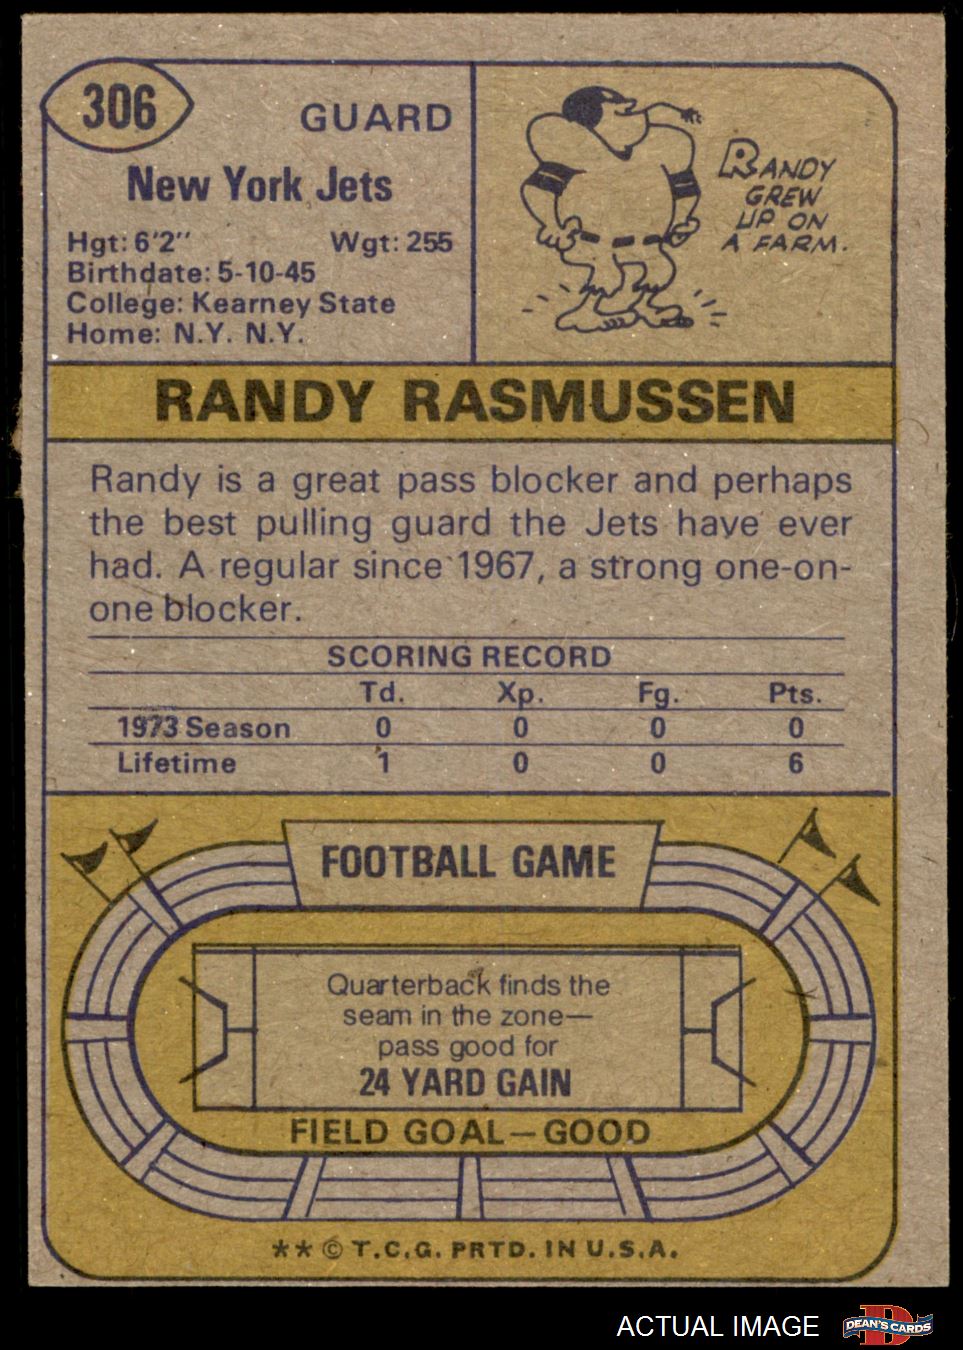 306
GUARD
New York Jets
Hgt: 6'2" Wgt: 255
Birthdate: 5-10-45
College: Kearney State
Home: N.Y. N.Y.
RANDY
GREW
UP ON
A FARM.
RANDY RASMUSSEN
Randy is a great pass blocker and perhaps
the best pulling guard the Jets have ever
had. A regular since 1967, a strong one-on-
one blocker.
SCORING RECORD
Td. Xp. Fg. Pts.
1973 Season 0 0 0 0
Lifetime 1 0 0 6
FOOTBALL GAME
Quarterback finds the
seam in the zone—
pass good for
24 YARD GAIN
FIELD GOAL—GOOD
** © T.C.G. PRTD. IN U.S.A.
ACTUAL IMAGE
D
DEAN'S CARDS